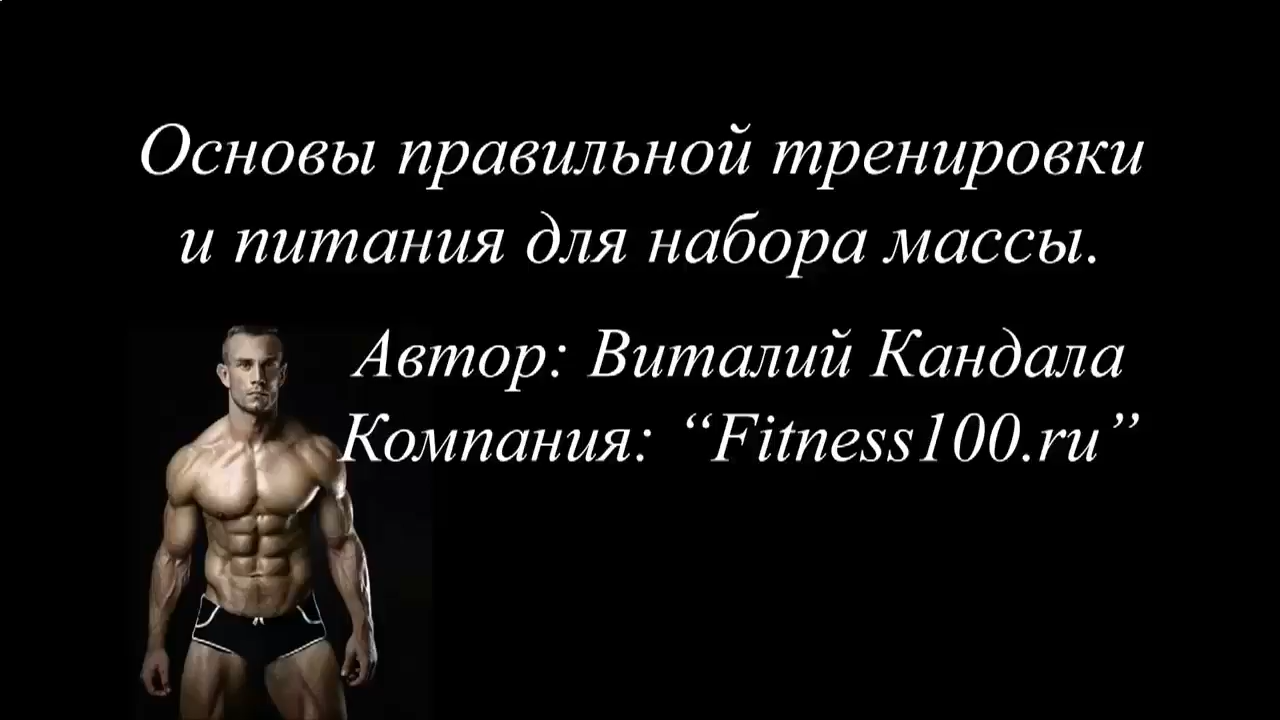 Основы правильной тренировки
и питания для набора массы.
Автор: Виталий Кандала
Компания: “Fitness100.ru”